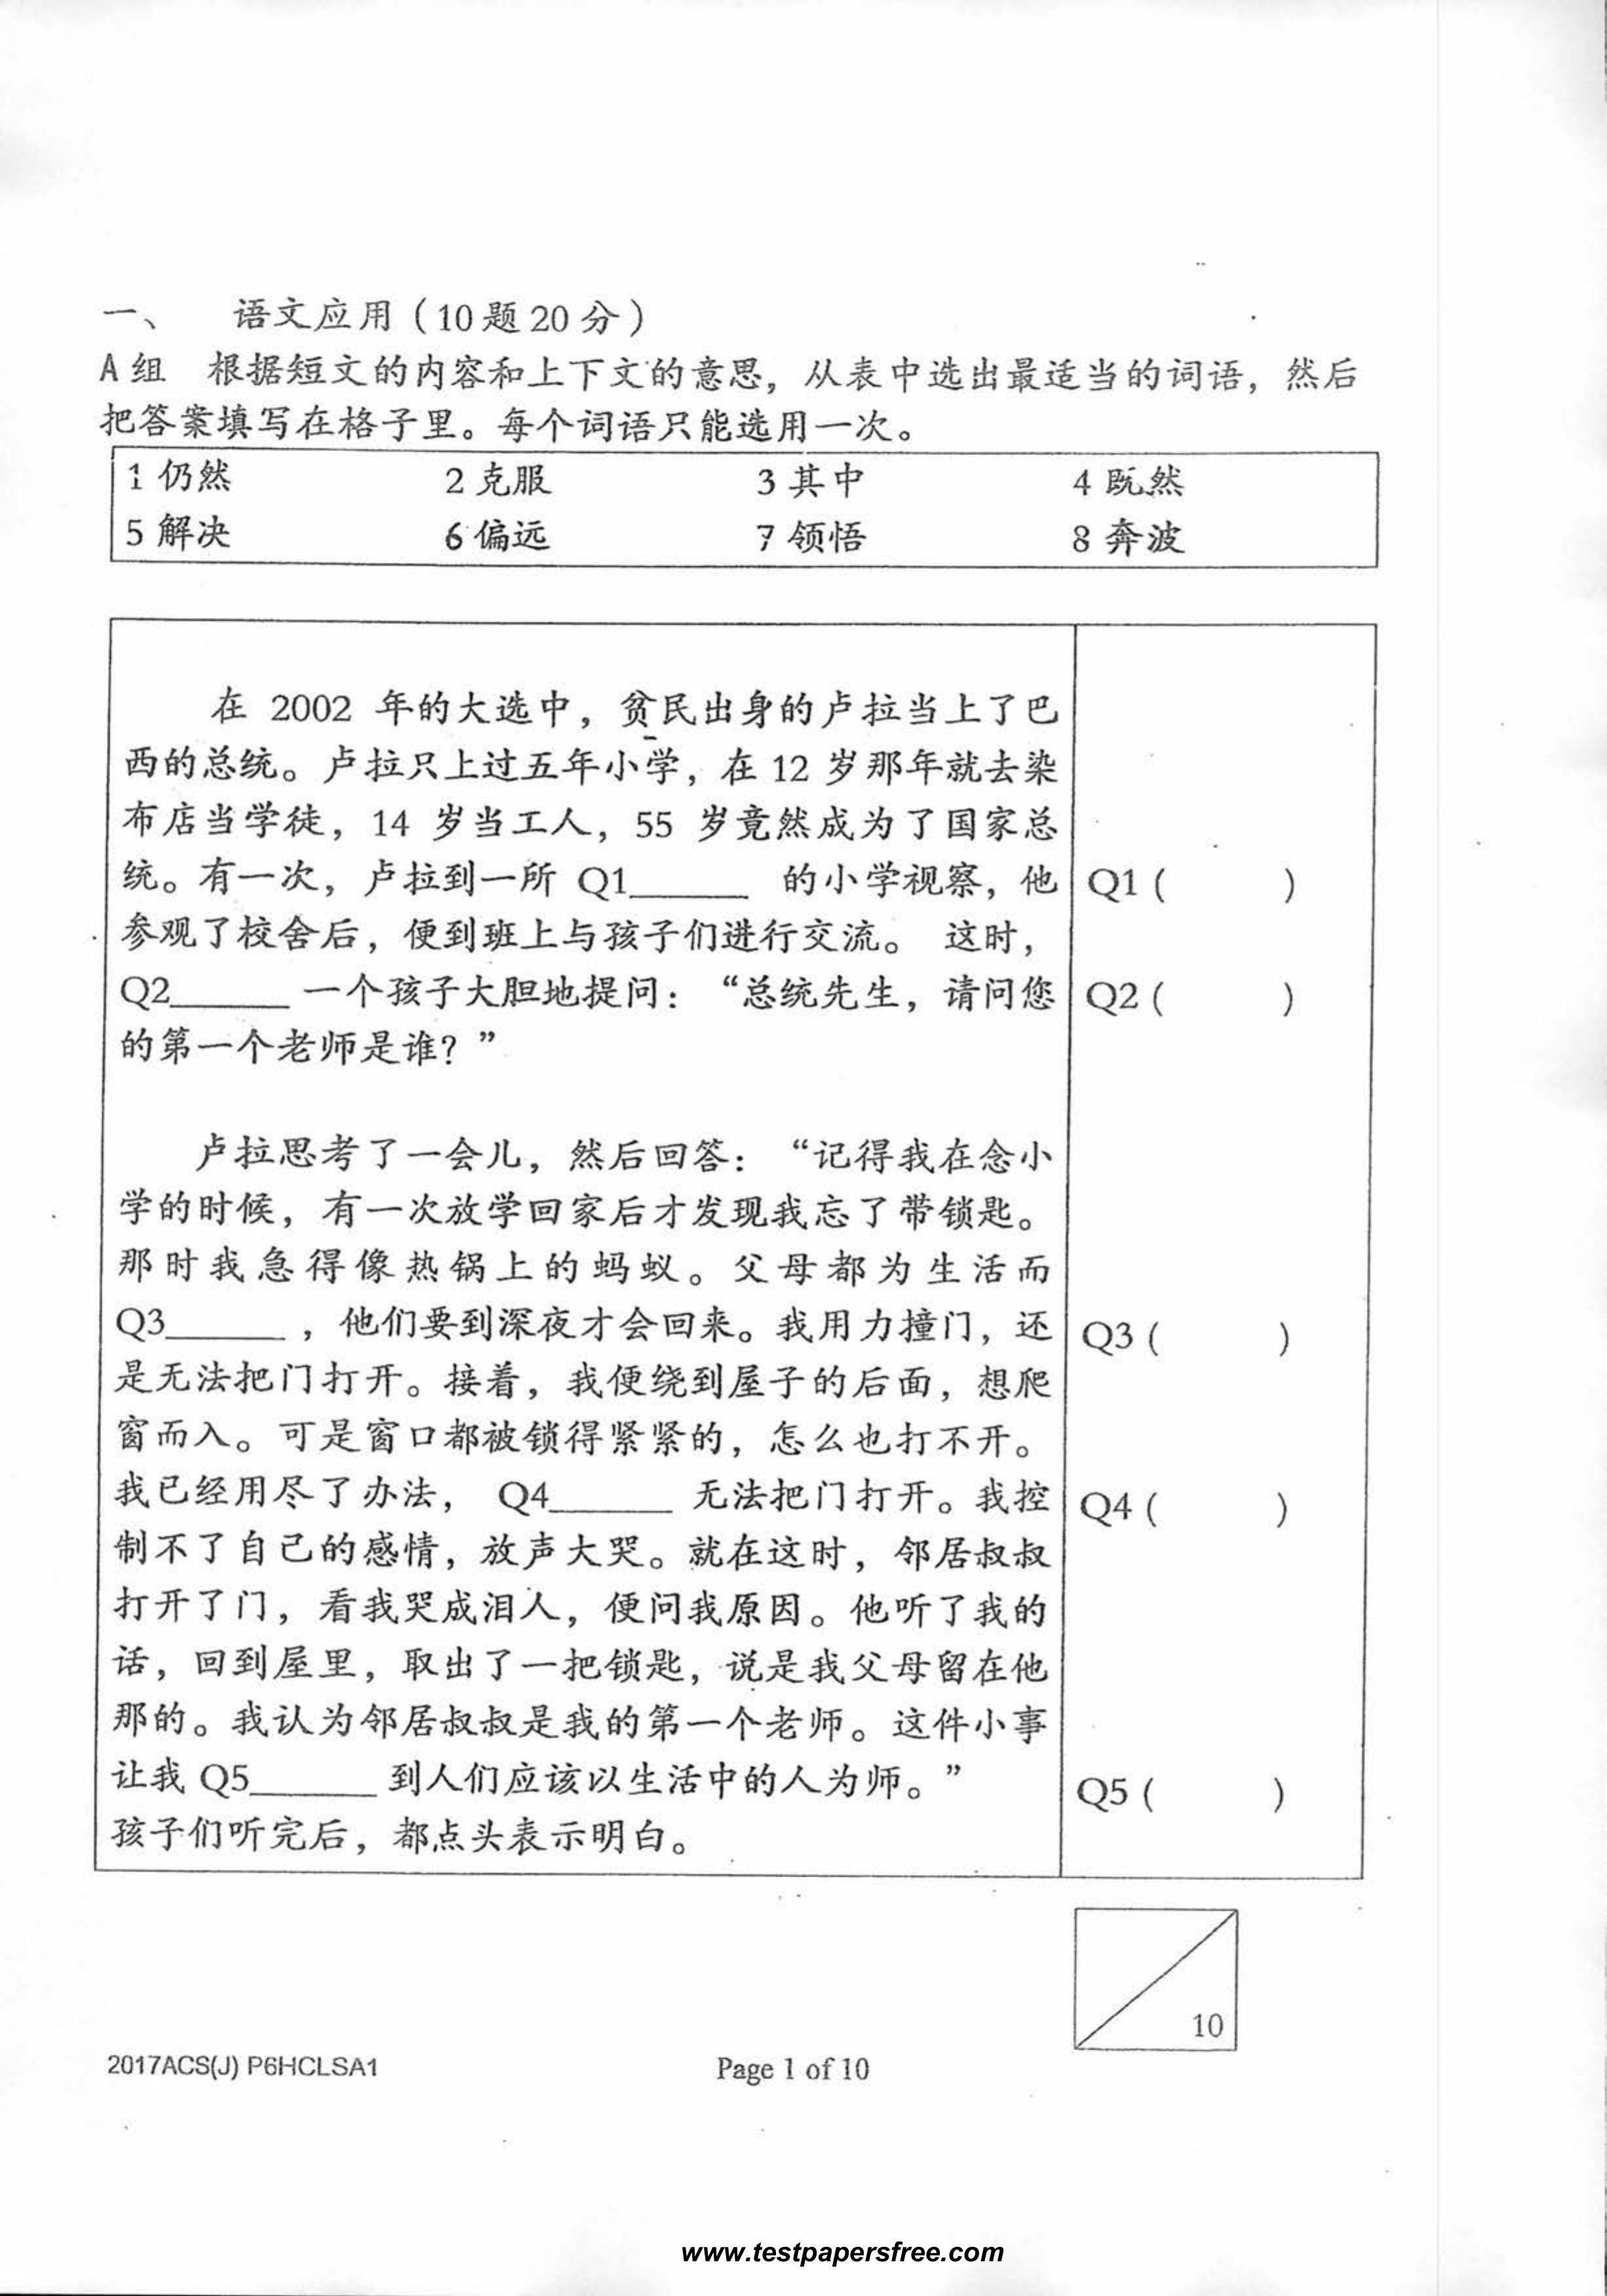 一、 语文应用（10题20分）
A组 根据短文的内容和上下文的意思，从表中选出最适当的词语，然后
把答案填写在格子里。每个词语只能选用一次。
1 仍然 2 克服 3 其中 4 既然
5 解决 6 偏远 7 领悟 8 奔波
在 2002 年的大选中，贫民出身的卢拉当上了巴
西的总统。卢拉只上过五年小学，在 12 岁那年就去染
布店当学徒，14 岁当工人，55 岁竟然成为了国家总
统。有一次，卢拉到一所 Q1______ 的小学视察，他 Q1 ( )
参观了校舍后，便到班上与孩子们进行交流。 这时，
Q2______ 一个孩子大胆地提问：“总统先生，请问您 Q2 ( )
的第一个老师是谁？”
卢拉思考了一会儿，然后回答：“记得我在念小
学的时候，有一次放学回家后才发现我忘了带锁匙。
那时我急得像热锅上的蚂蚁。父母都为生活而
Q3______ ，他们要到深夜才会回来。我用力撞门，还 Q3 ( )
是无法把门打开。接着，我便绕到屋子的后面，想爬
窗而入。可是窗口都被锁得紧紧的，怎么也打不开。
我已经用尽了办法， Q4______ 无法把门打开。我控 Q4 ( )
制不了自己的感情，放声大哭。就在这时，邻居叔叔
打开了门，看我哭成泪人，便问我原因。他听了我的
话，回到屋里，取出了一把锁匙，说是我父母留在他
那的。我认为邻居叔叔是我的第一个老师。这件小事
让我 Q5______ 到人们应该以生活中的人为师。” Q5 ( )
孩子们听完后，都点头表示明白。
10
2017ACS(J) P6HCLSA1 Page 1 of 10
www.testpapersfree.com